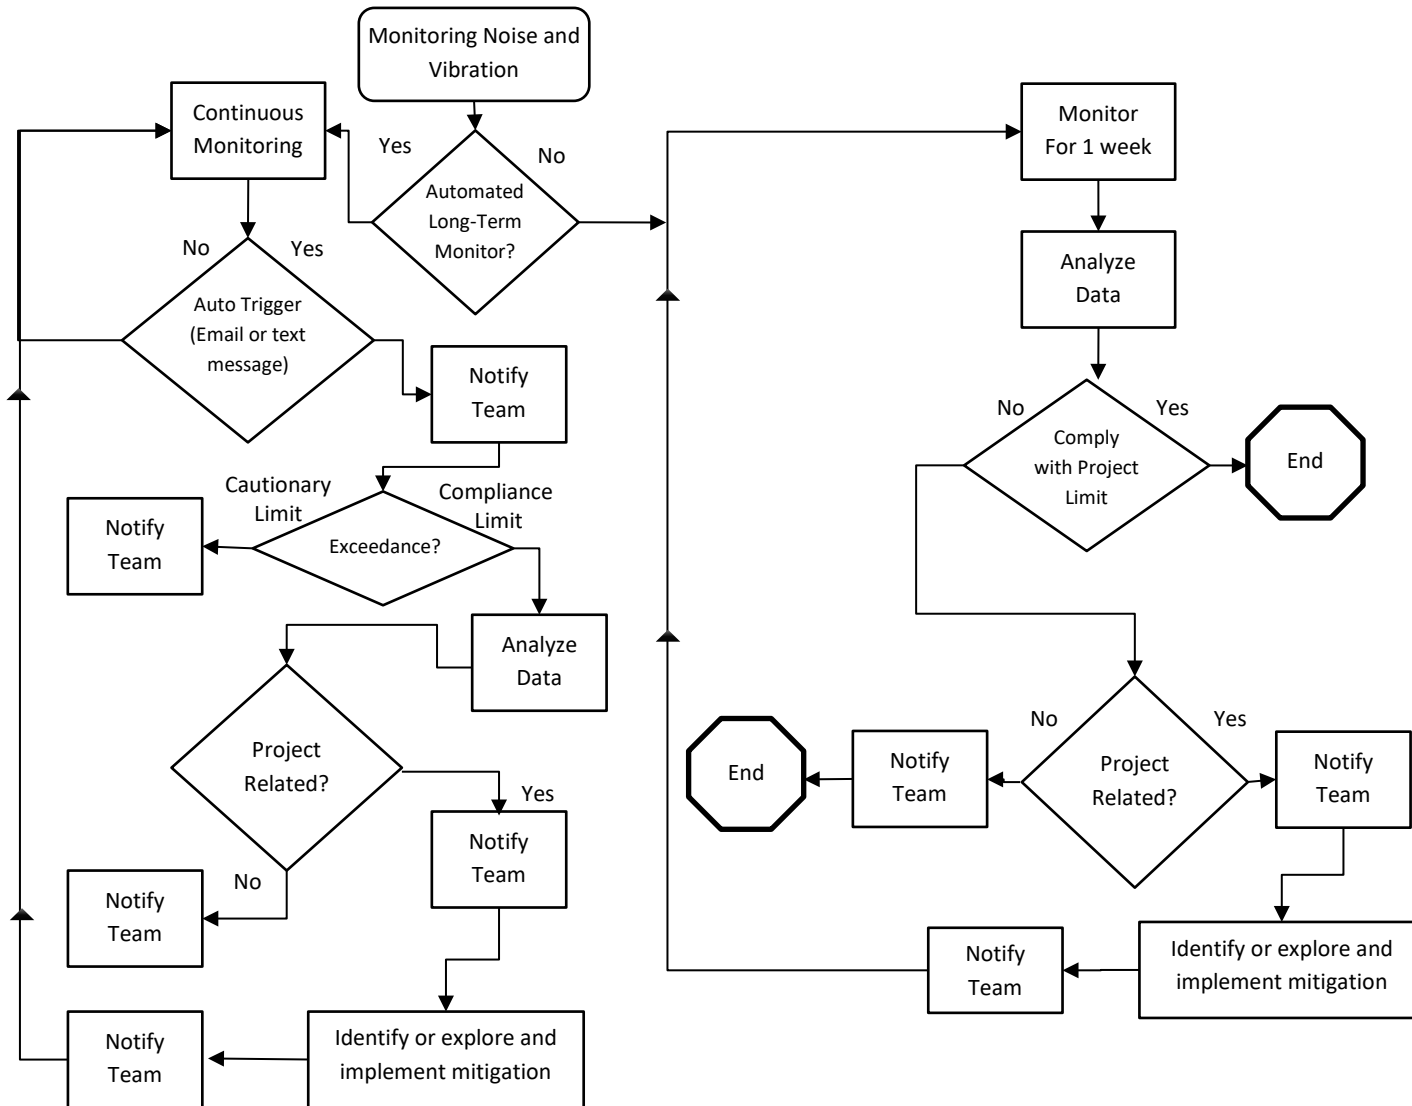 Monitoring Noise and
Vibration
Continuous
Monitoring
Yes
No
Automated
Long-Term
Monitor?
No
Yes
Auto Trigger
(Email or text
message)
Notify
Team
Cautionary
Limit
Compliance
Limit
Exceedance?
Notify
Team
Analyze
Data
Project
Related?
Yes
Notify
Team
No
Notify
Team
Identify or explore and
implement mitigation
Notify
Team
Monitor
For 1 week
Analyze
Data
No
Yes
Comply
with Project
Limit
End
No
Yes
Project
Related?
Notify
Team
End
Notify
Team
Identify or explore and
implement mitigation
Notify
Team